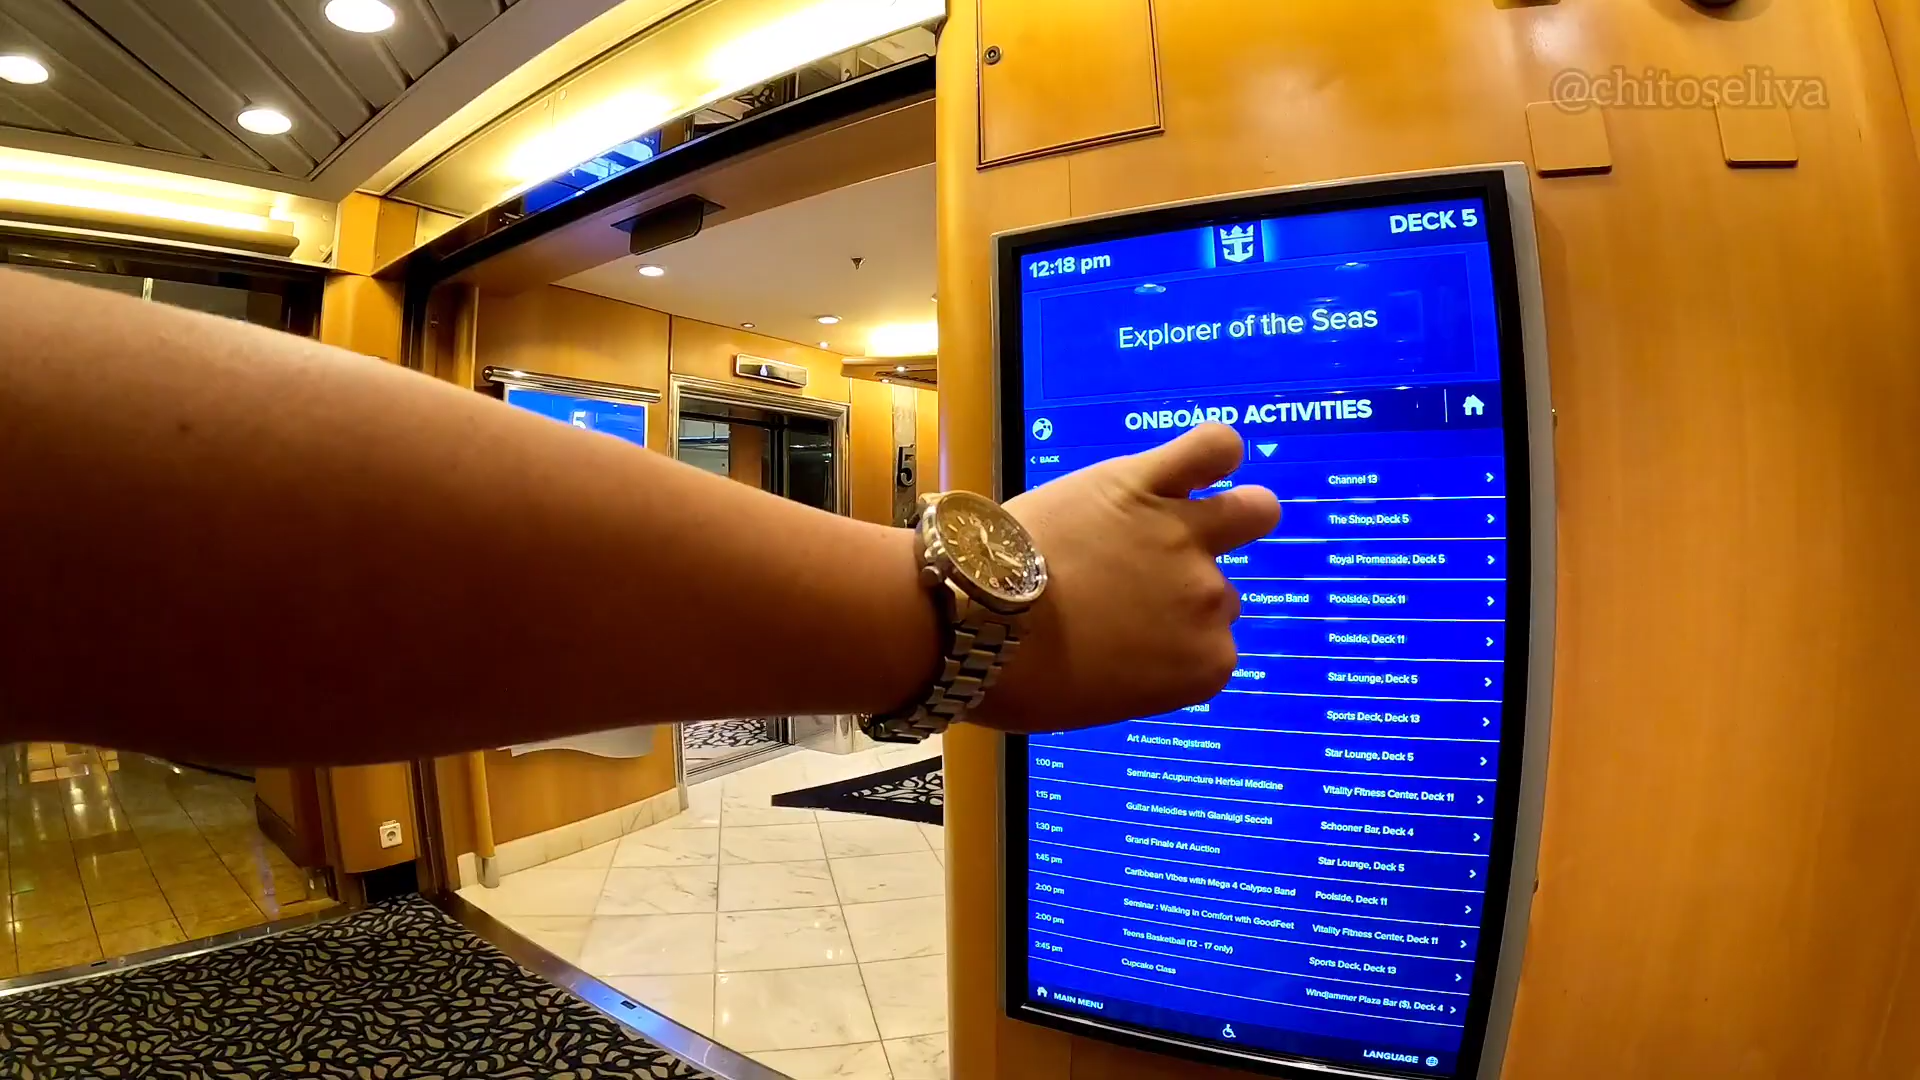 @chitoseliva
DECK 5
12:18 pm
Explorer of the Seas
ONBOARD ACTIVITIES
BACK
Channel 13
The Shop, Deck 5
Event Royal Promenade, Deck 5
4 Calypso Band Poolside, Deck 11
Poolside, Deck 11
Star Lounge, Deck 5
Sports Deck, Deck 13
Art Auction Registration Star Lounge, Deck 5
1:00 pm Seminar: Acupuncture Herbal Medicine Vitality Fitness Center, Deck 11
1:15 pm Guitar Melodies with Gianluigi Secchi Schooner Bar, Deck 4
1:30 pm Grand Finale Art Auction Star Lounge, Deck 5
1:45 pm Caribbean Vibes with Mega 4 Calypso Band Poolside, Deck 11
2:00 pm Seminar : Walking in Comfort with GoodFeet Vitality Fitness Center, Deck 11
2:00 pm Teens Basketball (12 - 17 only) Sports Deck, Deck 13
3:45 pm Cupcake Class Windjammer Plaza Bar ($), Deck 4
MAIN MENU
LANGUAGE
5
5